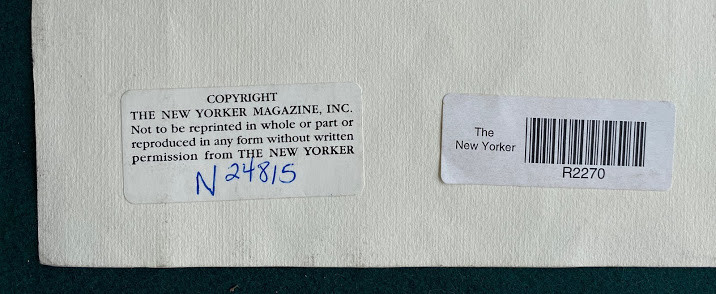 COPYRIGHT
THE NEW YORKER MAGAZINE, INC.
Not to be reprinted in whole or part or
reproduced in any form without written
permission from THE NEW YORKER
N 24815
The
New Yorker
R2270